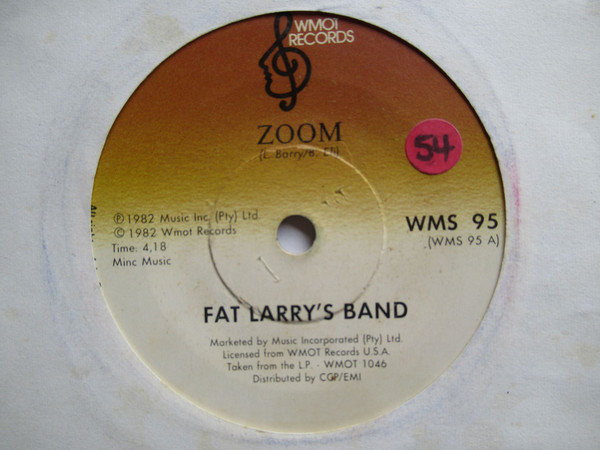 WMOT
RECORDS
ZOOM
(L. Barry/B. Eli)
54
℗ 1982 Music Inc. (Pty) Ltd.
© 1982 Wmot Records
Time: 4,18
Minc Music
WMS 95
(WMS 95 A)
FAT LARRY'S BAND
Marketed by Music Incorporated (Pty) Ltd.
Licensed from WMOT Records U.S.A.
Taken from the L.P. - WMOT 1046
Distributed by CCP/EMI